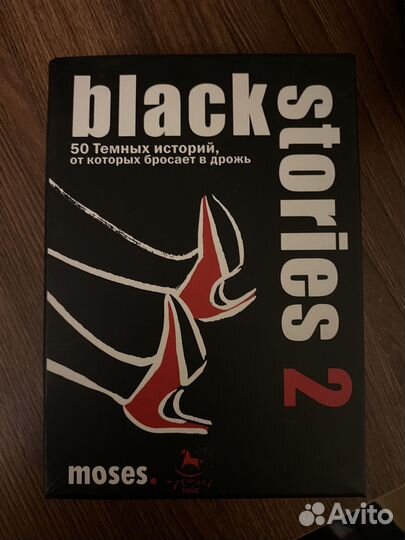 black
stories 2
50 Темных историй,
от которых бросает в дрожь
moses.
Avito